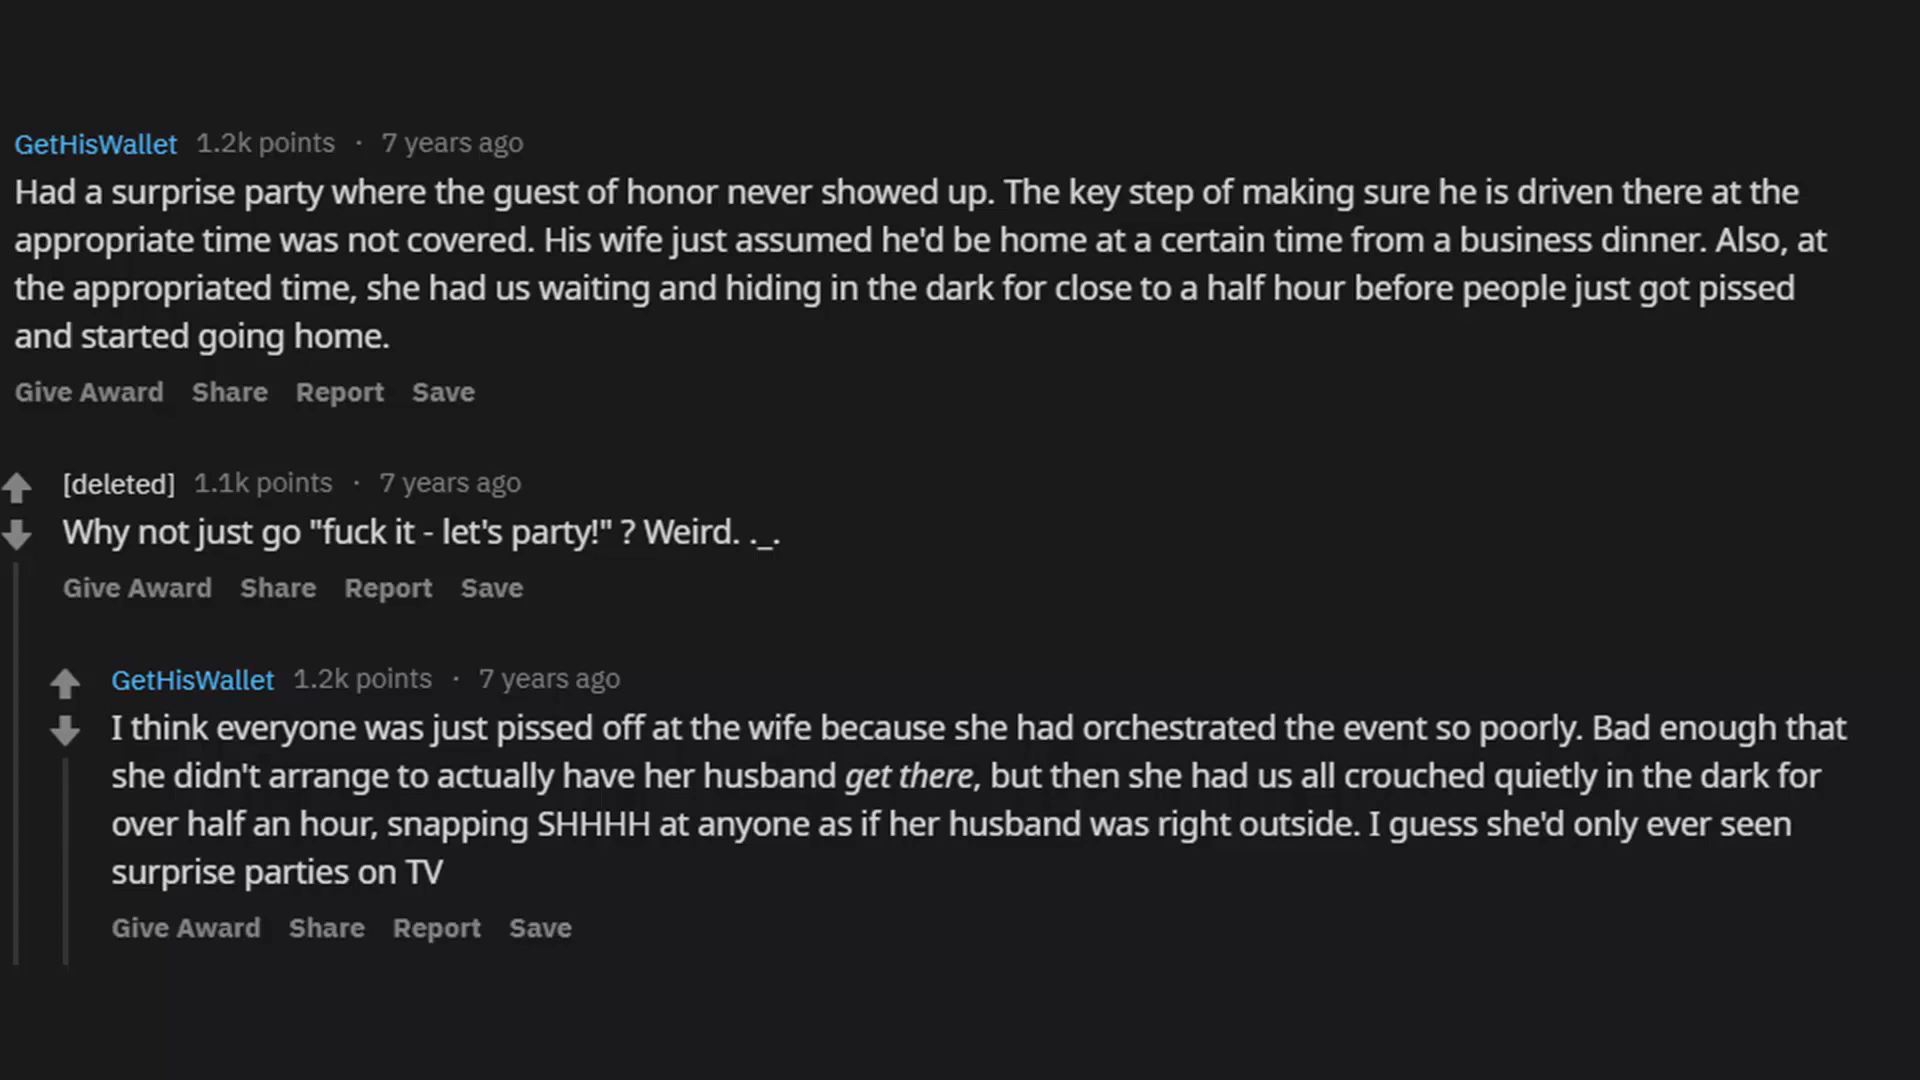 GetHisWallet 1.2k points · 7 years ago
Had a surprise party where the guest of honor never showed up. The key step of making sure he is driven there at the
appropriate time was not covered. His wife just assumed he'd be home at a certain time from a business dinner. Also, at
the appropriated time, she had us waiting and hiding in the dark for close to a half hour before people just got pissed
and started going home.
Give Award Share Report Save
[deleted] 1.1k points · 7 years ago
Why not just go "fuck it - let's party!" ? Weird. ._.
Give Award Share Report Save
GetHisWallet 1.2k points · 7 years ago
I think everyone was just pissed off at the wife because she had orchestrated the event so poorly. Bad enough that
she didn't arrange to actually have her husband get there, but then she had us all crouched quietly in the dark for
over half an hour, snapping SHHHH at anyone as if her husband was right outside. I guess she'd only ever seen
surprise parties on TV
Give Award Share Report Save